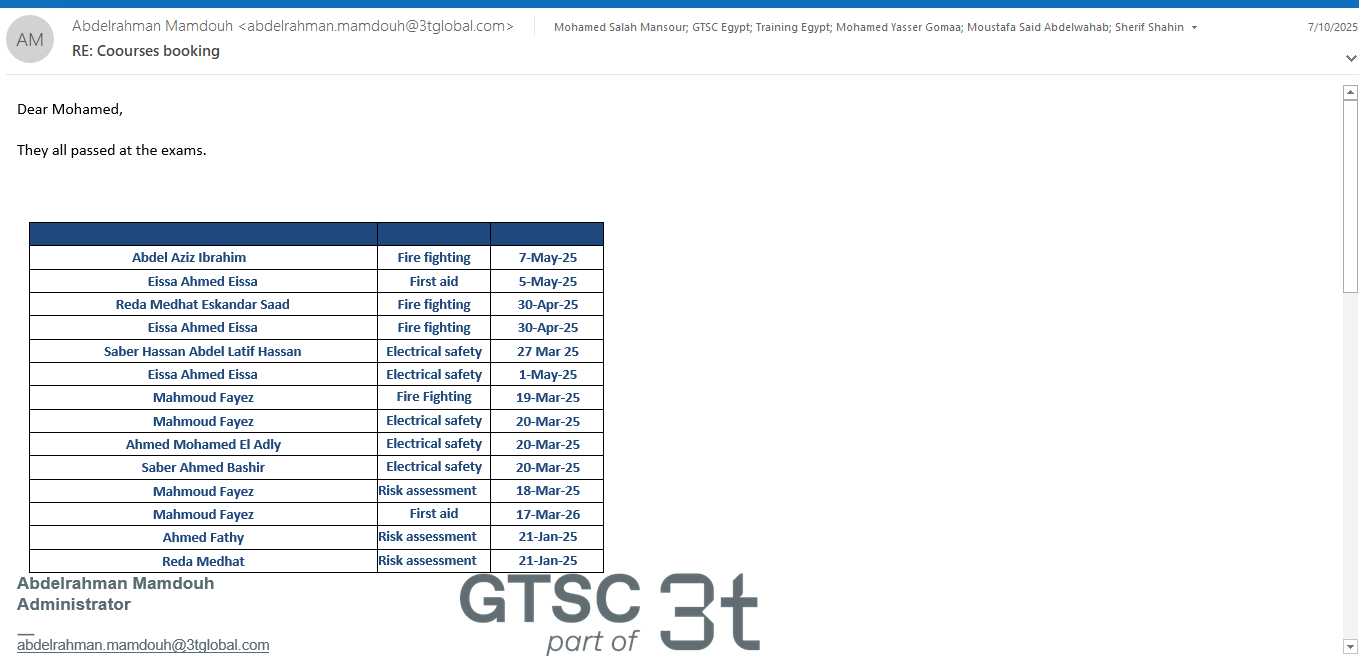 AM
Abdelrahman Mamdouh <abdelrahman.mamdouh@3tglobal.com>
Mohamed Salah Mansour; GTSC Egypt; Training Egypt; Mohamed Yasser Gomaa; Moustafa Said Abdelwahab; Sherif Shahin
7/10/2025
RE: Coourses booking
Dear Mohamed,
They all passed at the exams.
Abdel Aziz Ibrahim Fire fighting 7-May-25
Eissa Ahmed Eissa First aid 5-May-25
Reda Medhat Eskandar Saad Fire fighting 30-Apr-25
Eissa Ahmed Eissa Fire fighting 30-Apr-25
Saber Hassan Abdel Latif Hassan Electrical safety 27 Mar 25
Eissa Ahmed Eissa Electrical safety 1-May-25
Mahmoud Fayez Fire Fighting 19-Mar-25
Mahmoud Fayez Electrical safety 20-Mar-25
Ahmed Mohamed El Adly Electrical safety 20-Mar-25
Saber Ahmed Bashir Electrical safety 20-Mar-25
Mahmoud Fayez Risk assessment 18-Mar-25
Mahmoud Fayez First aid 17-Mar-26
Ahmed Fathy Risk assessment 21-Jan-25
Reda Medhat Risk assessment 21-Jan-25
Abdelrahman Mamdouh
Administrator
abdelrahman.mamdouh@3tglobal.com
GTSC 3t
part of